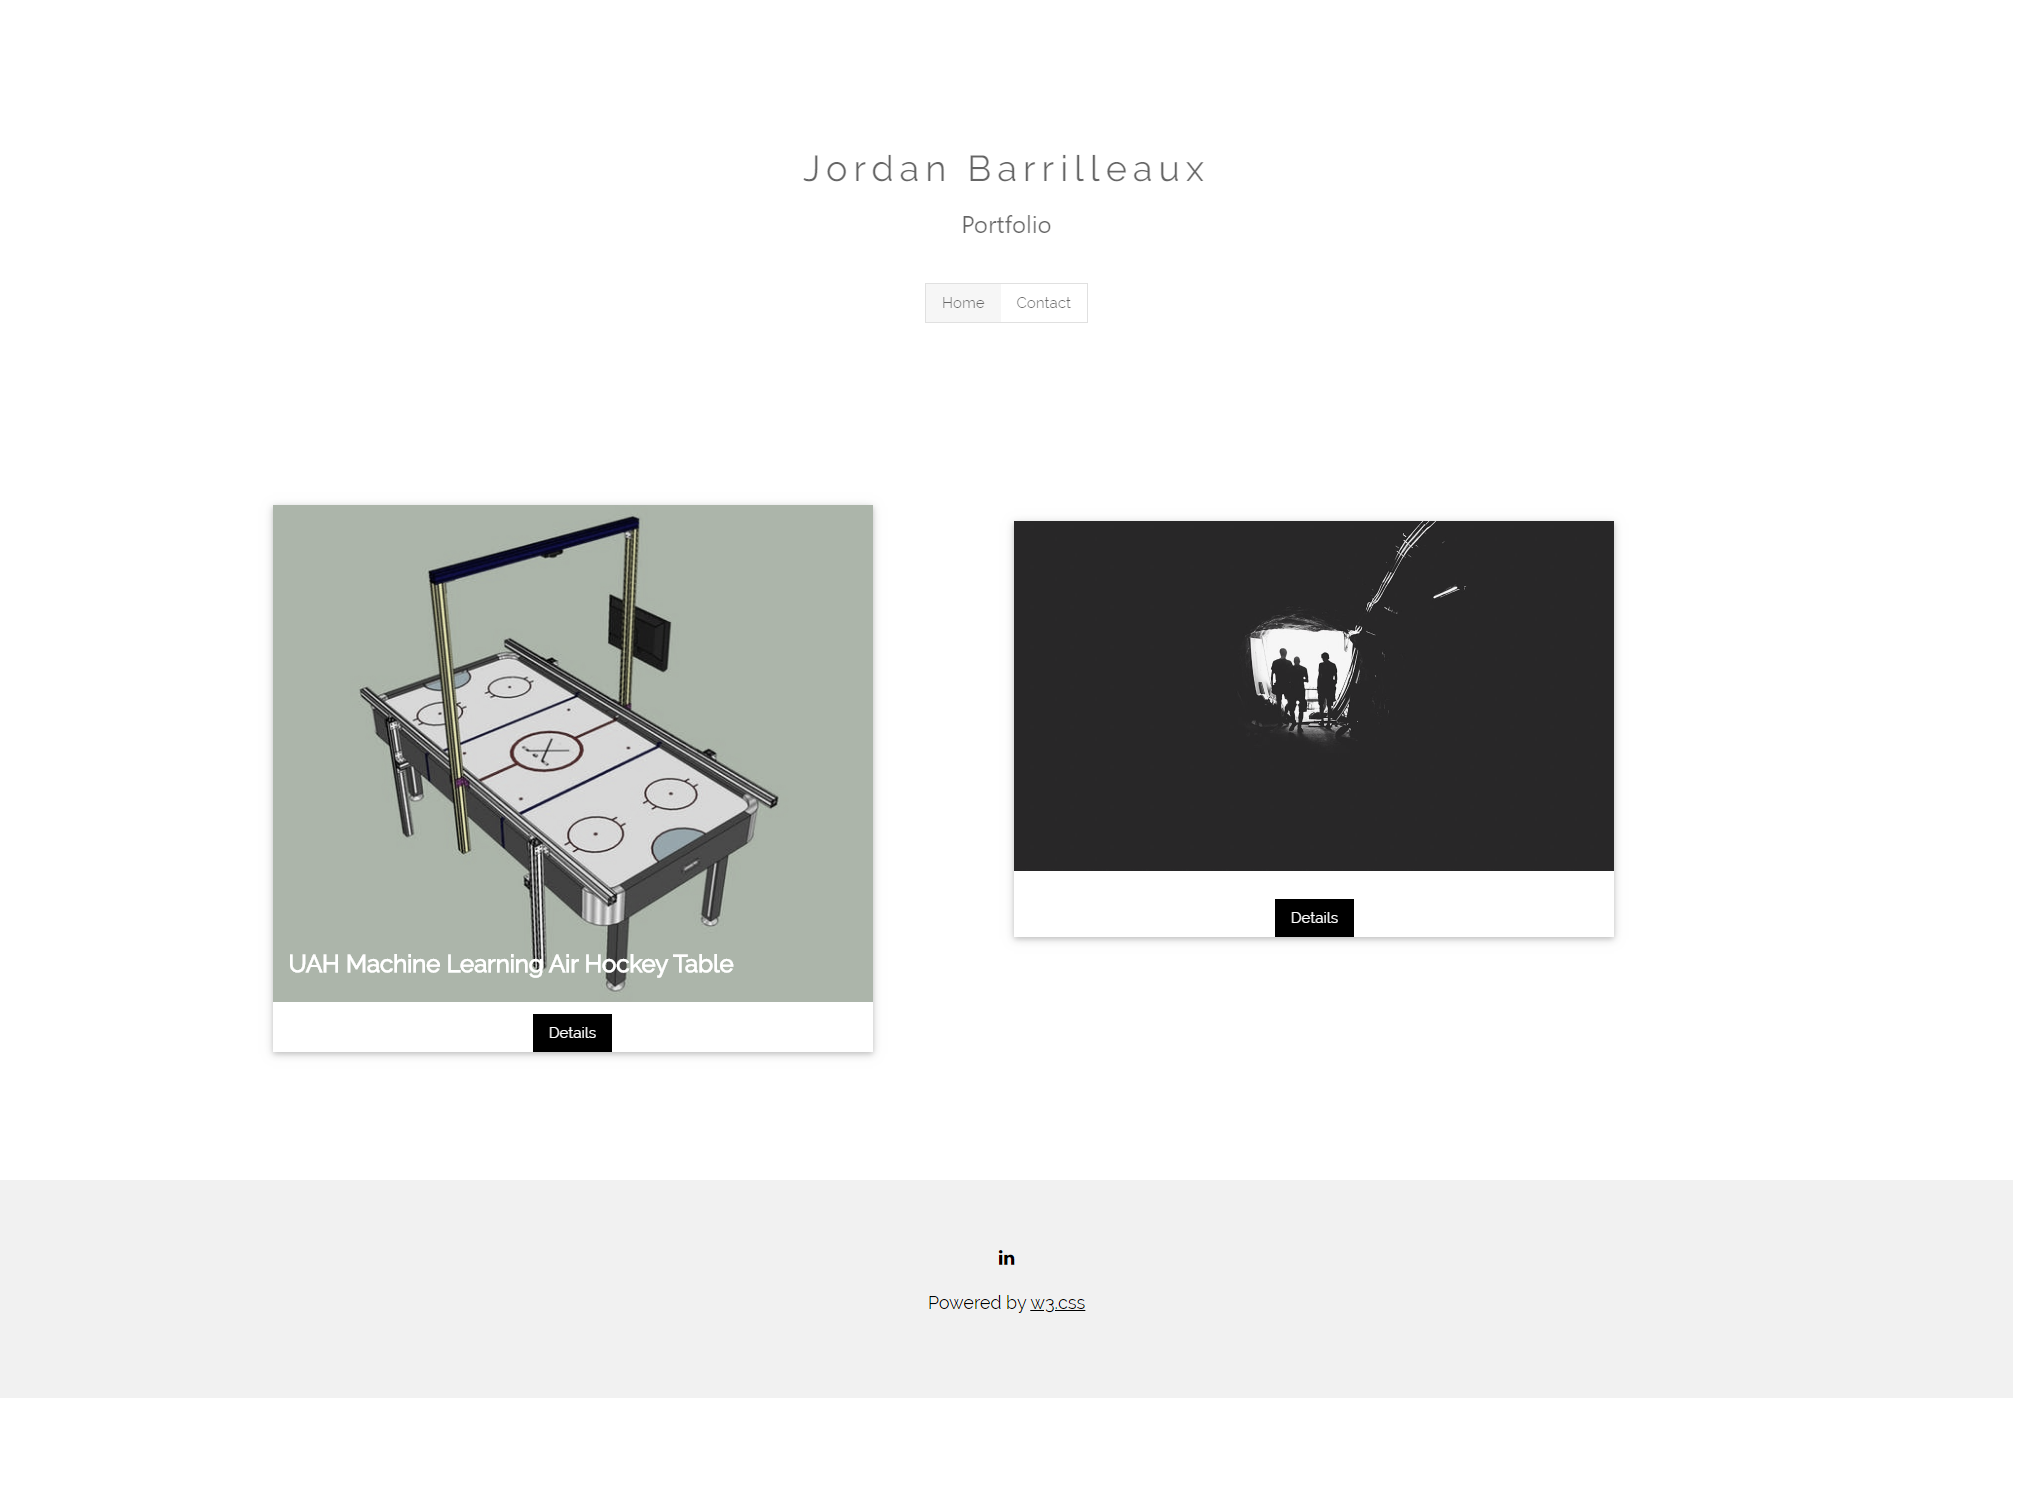 Jordan Barrilleaux
Portfolio
Home Contact
UAH Machine Learning Air Hockey Table
Details
Details
in
Powered by w3.css